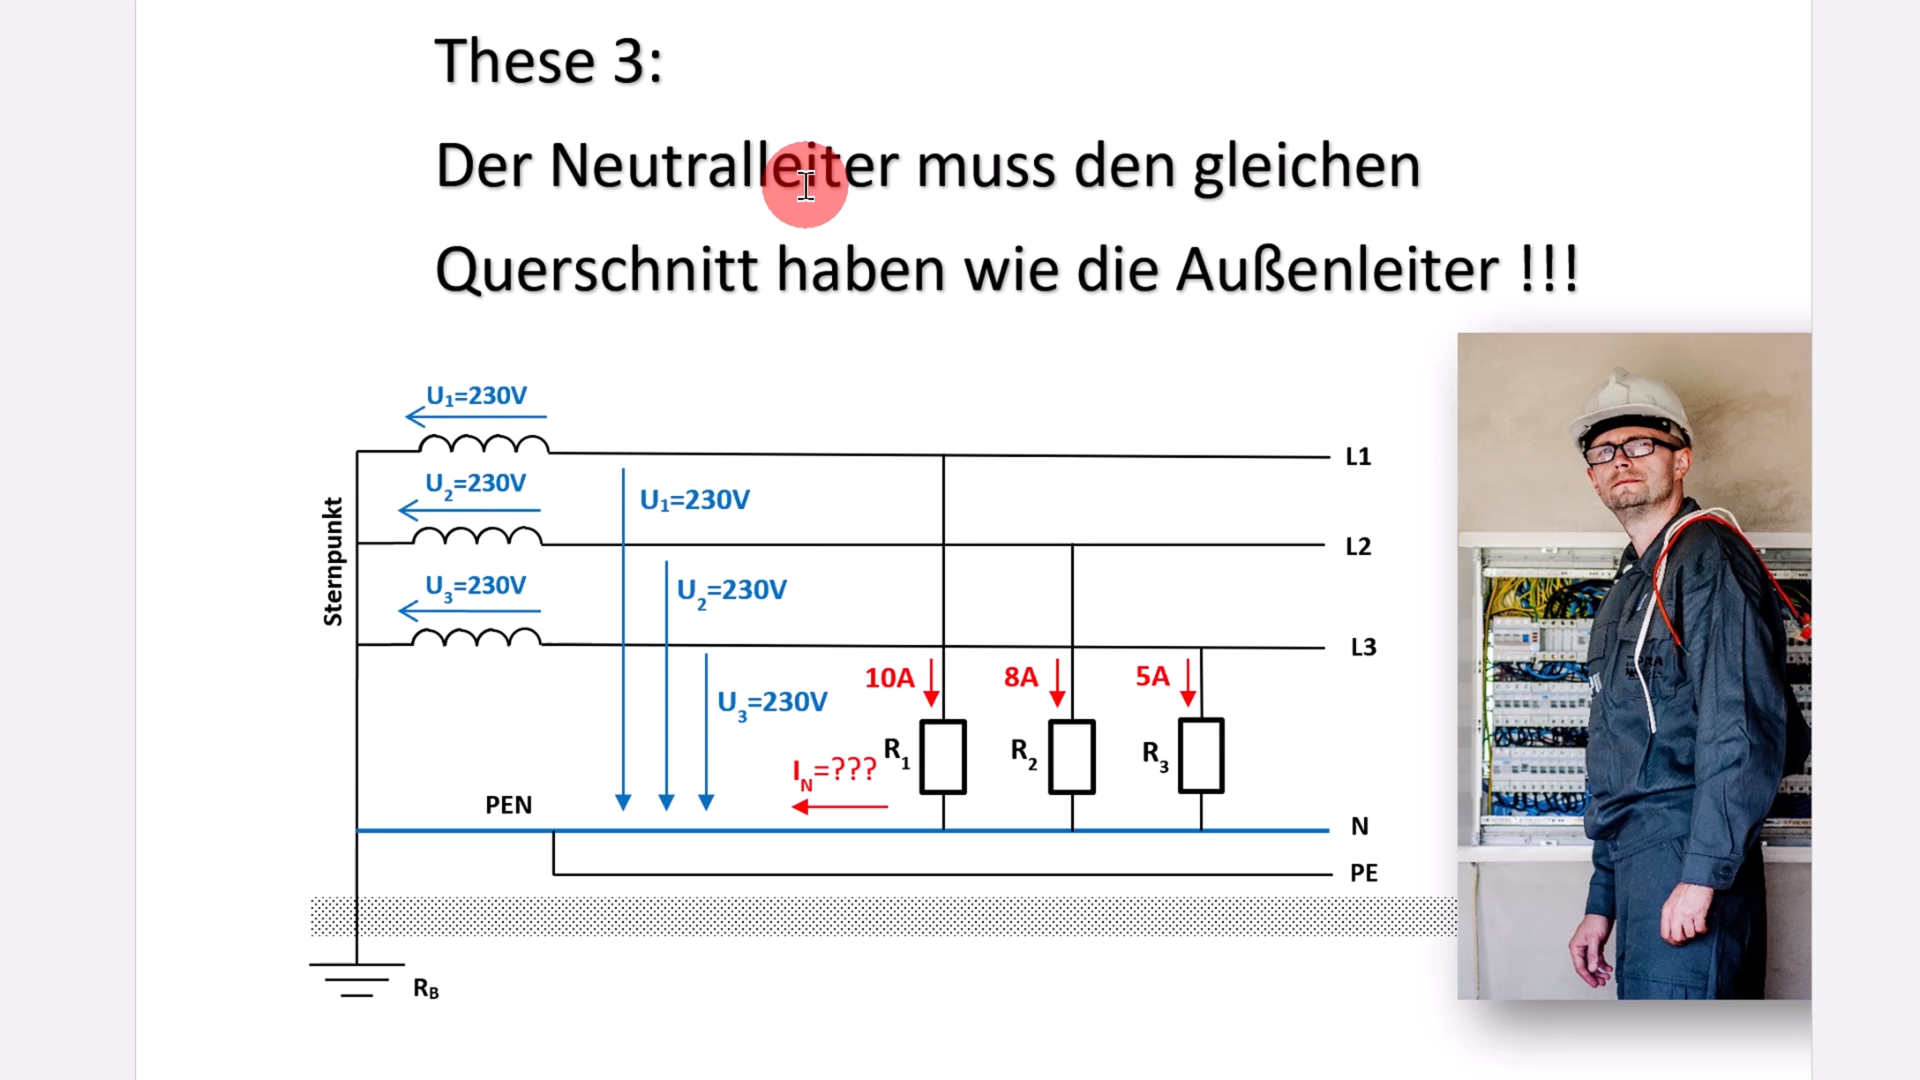 These 3:
Der Neutralleiter muss den gleichen
Querschnitt haben wie die Außenleiter !!!
U₁=230V
L1
U₂=230V
U₁=230V
L2
Sternpunkt
U₃=230V
U₂=230V
L3
10A
8A
5A
U₃=230V
R₁
R₂
R₃
I_N=???
PEN
N
PE
R_B